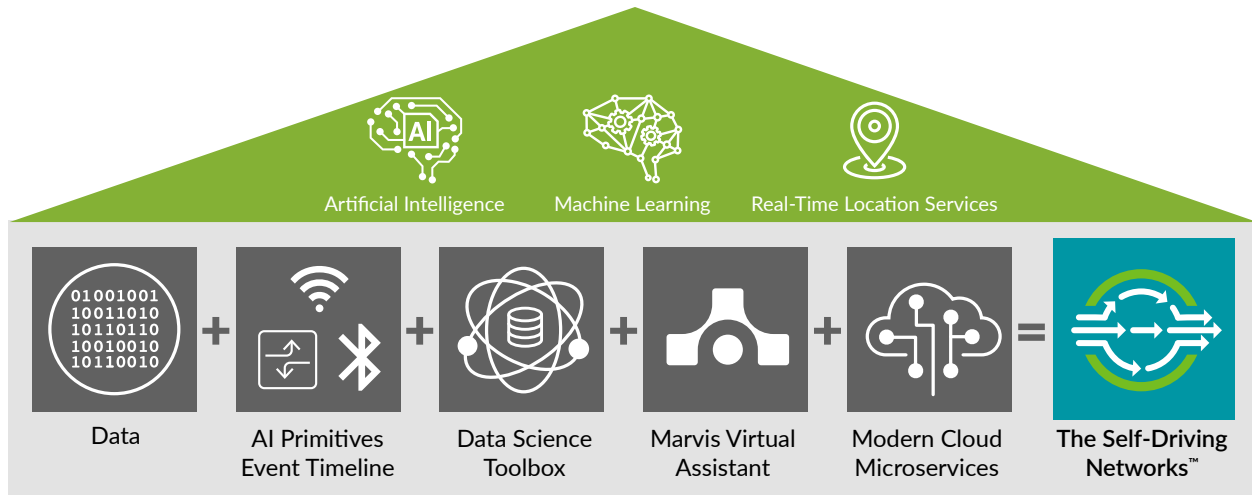 AI
Artificial Intelligence
Machine Learning
Real-Time Location Services
01001001
10011010
10110110
10010010
10110010
+
+
+
+
=
Data
AI Primitives
Event Timeline
Data Science
Toolbox
Marvis Virtual
Assistant
Modern Cloud
Microservices
The Self-Driving
Networks™